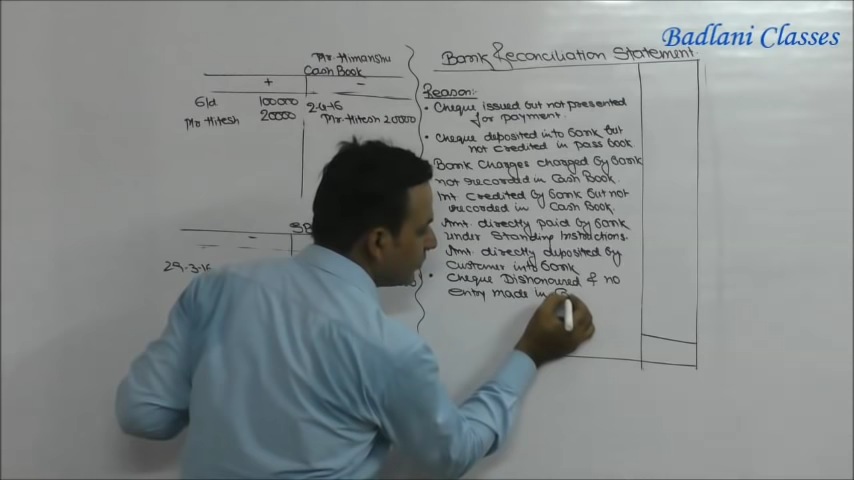 Badlani Classes
Mr. Himanshu
Cash Book
+ -
b/d 100000 2-4-16
Mr Hitesh 20000 Mr. Hitesh 20000
SB
- -
29-3-16
Bank Reconciliation Statement
Reason:-
• Cheque issued but not presented
for payment.
• Cheque deposited into bank but
not credited in pass book
Bank Charges charged by bank
not recorded in Cash Book.
Int credited by bank but not
recorded in Cash Book.
Amt. directly paid by bank
under Standing Instructions.
Amt. directly deposited by
Customer into bank
• Cheque Dishonoured & no
Entry made in